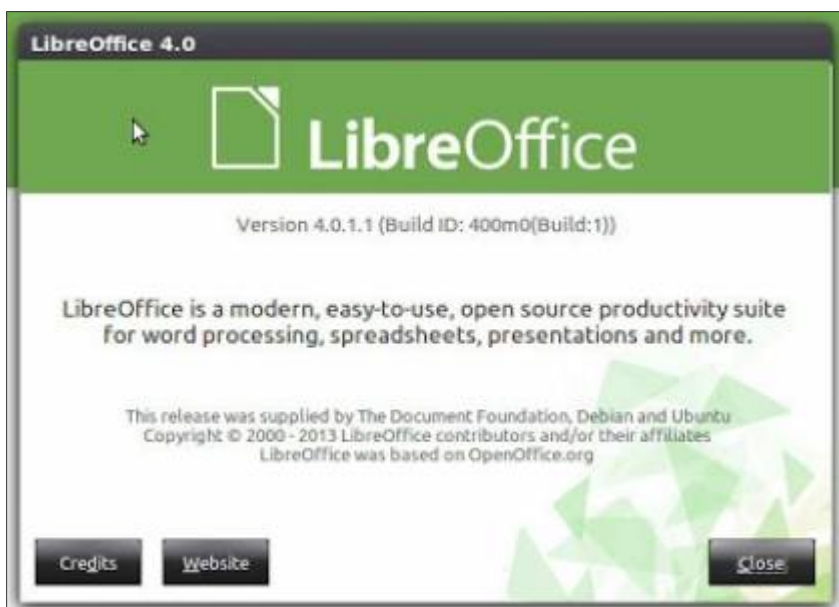 LibreOffice 4.0
LibreOffice
Version 4.0.1.1 (Build ID: 400m0(Build:1))
LibreOffice is a modern, easy-to-use, open source productivity suite
for word processing, spreadsheets, presentations and more.
This release was supplied by The Document Foundation, Debian and Ubuntu
Copyright © 2000 - 2013 LibreOffice contributors and/or their affiliates
LibreOffice was based on OpenOffice.org
Credits Website Close